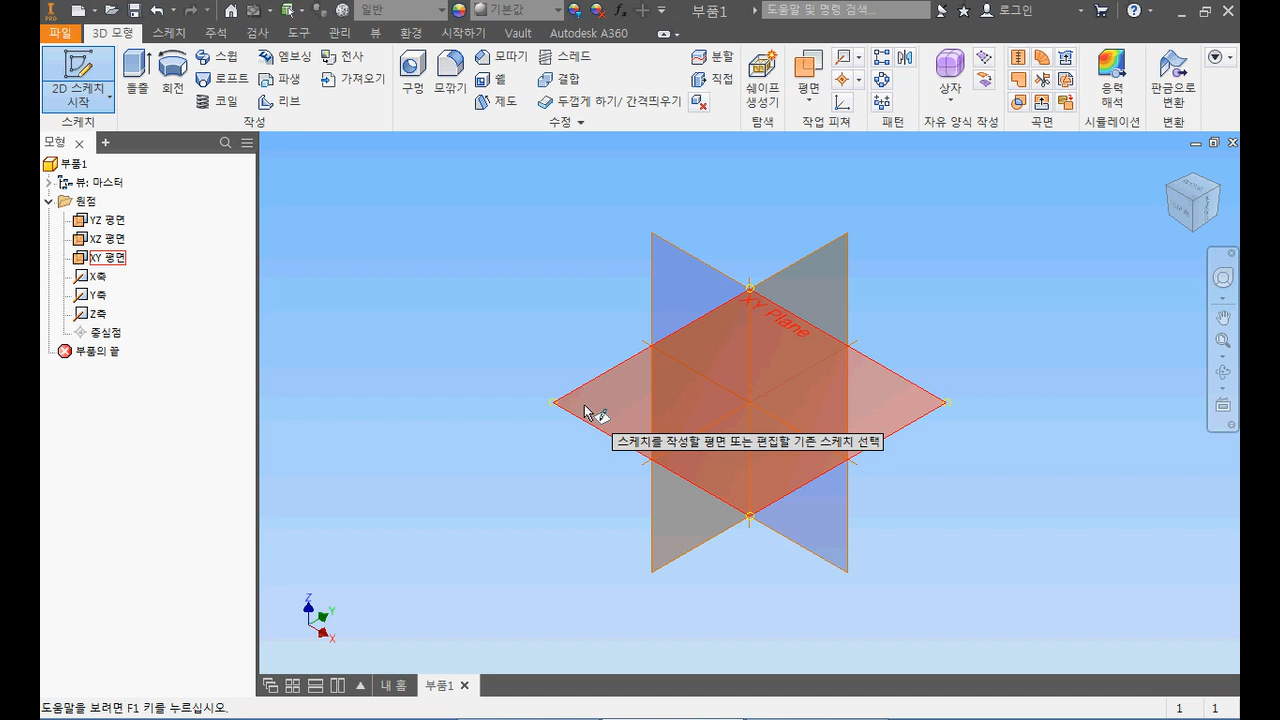 PRO 일반 기본값 fx 부품1 도움말 및 명령 검색... 로그인
파일 3D 모형 스케치 주석 검사 도구 관리 뷰 환경 시작하기 Vault Autodesk A360
2D 스케치 시작
돌출
회전
스윕
로프트
코일
엠보싱
파생
리브
전사
가져오기
구멍
모깎기
모따기
쉘
제도
스레드
결합
두껍게 하기/ 간격띄우기
분할
직접
쉐이프 생성기
평면
상자
응력 해석
판금으로 변환
스케치 작성 수정 탐색 작업 피쳐 패턴 자유 양식 작성 곡면 시뮬레이션 변환
모형
부품1
뷰: 마스터
원점
YZ 평면
XZ 평면
XY 평면
X축
Y축
Z축
중심점
부품의 끝
XY Plane
스케치를 작성할 평면 또는 편집할 기존 스케치 선택
Z
Y
X
내 홈 부품1
도움말을 보려면 F1 키를 누르십시오. 1 1